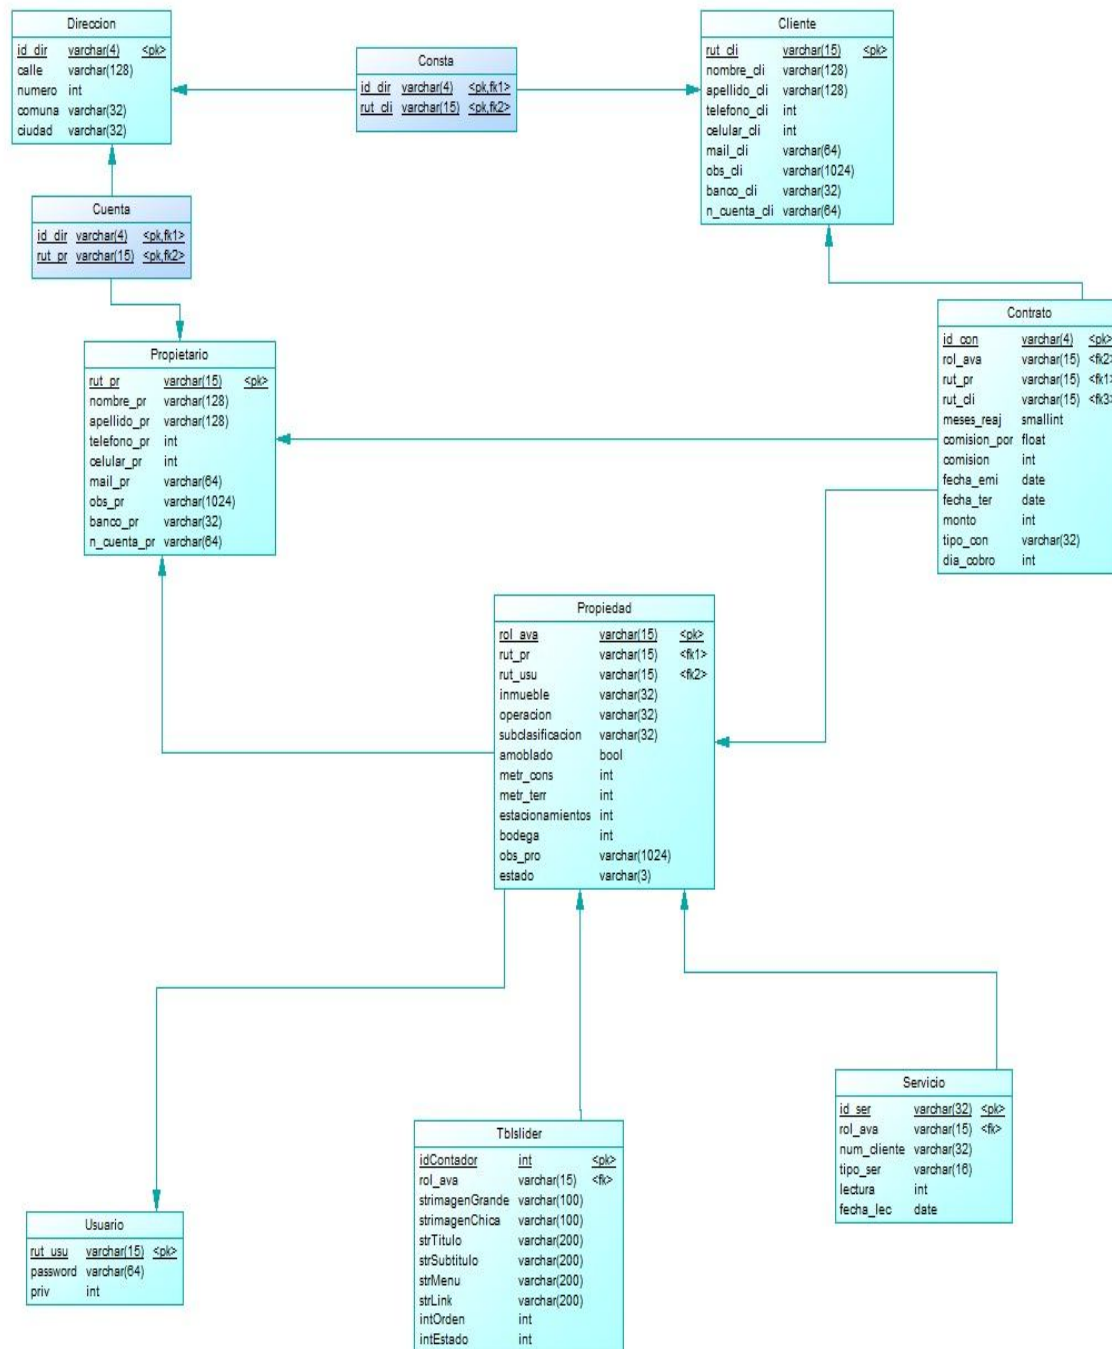 Direccion
id_dir varchar(4) <pk>
calle varchar(128)
numero int
comuna varchar(32)
ciudad varchar(32)
Consta
id_dir varchar(4) <pk,fk1>
rut_cli varchar(15) <pk,fk2>
Cliente
rut_cli varchar(15) <pk>
nombre_cli varchar(128)
apellido_cli varchar(128)
telefono_cli int
celular_cli int
mail_cli varchar(64)
obs_cli varchar(1024)
banco_cli varchar(32)
n_cuenta_cli varchar(64)
Cuenta
id_dir varchar(4) <pk,fk1>
rut_pr varchar(15) <pk,fk2>
Contrato
id_con varchar(4) <pk>
rol_ava varchar(15) <fk2>
rut_pr varchar(15) <fk1>
rut_cli varchar(15) <fk3>
meses_reaj smallint
comision_por float
comision int
fecha_emi date
fecha_ter date
monto int
tipo_con varchar(32)
dia_cobro int
Propietario
rut_pr varchar(15) <pk>
nombre_pr varchar(128)
apellido_pr varchar(128)
telefono_pr int
celular_pr int
mail_pr varchar(64)
obs_pr varchar(1024)
banco_pr varchar(32)
n_cuenta_pr varchar(64)
Propiedad
rol_ava varchar(15) <pk>
rut_pr varchar(15) <fk1>
rut_usu varchar(15) <fk2>
inmueble varchar(32)
operacion varchar(32)
subclasificacion varchar(32)
amoblado bool
metr_cons int
metr_terr int
estacionamientos int
bodega int
obs_pro varchar(1024)
estado varchar(3)
Servicio
id_ser varchar(32) <pk>
rol_ava varchar(15) <fk>
num_cliente varchar(32)
tipo_ser varchar(16)
lectura int
fecha_lec date
Tblslider
idContador int <pk>
rol_ava varchar(15) <fk>
strimagenGrande varchar(100)
strimagenChica varchar(100)
strTitulo varchar(200)
strSubtitulo varchar(200)
strMenu varchar(200)
strLink varchar(200)
intOrden int
intEstado int
Usuario
rut_usu varchar(15) <pk>
password varchar(64)
priv int